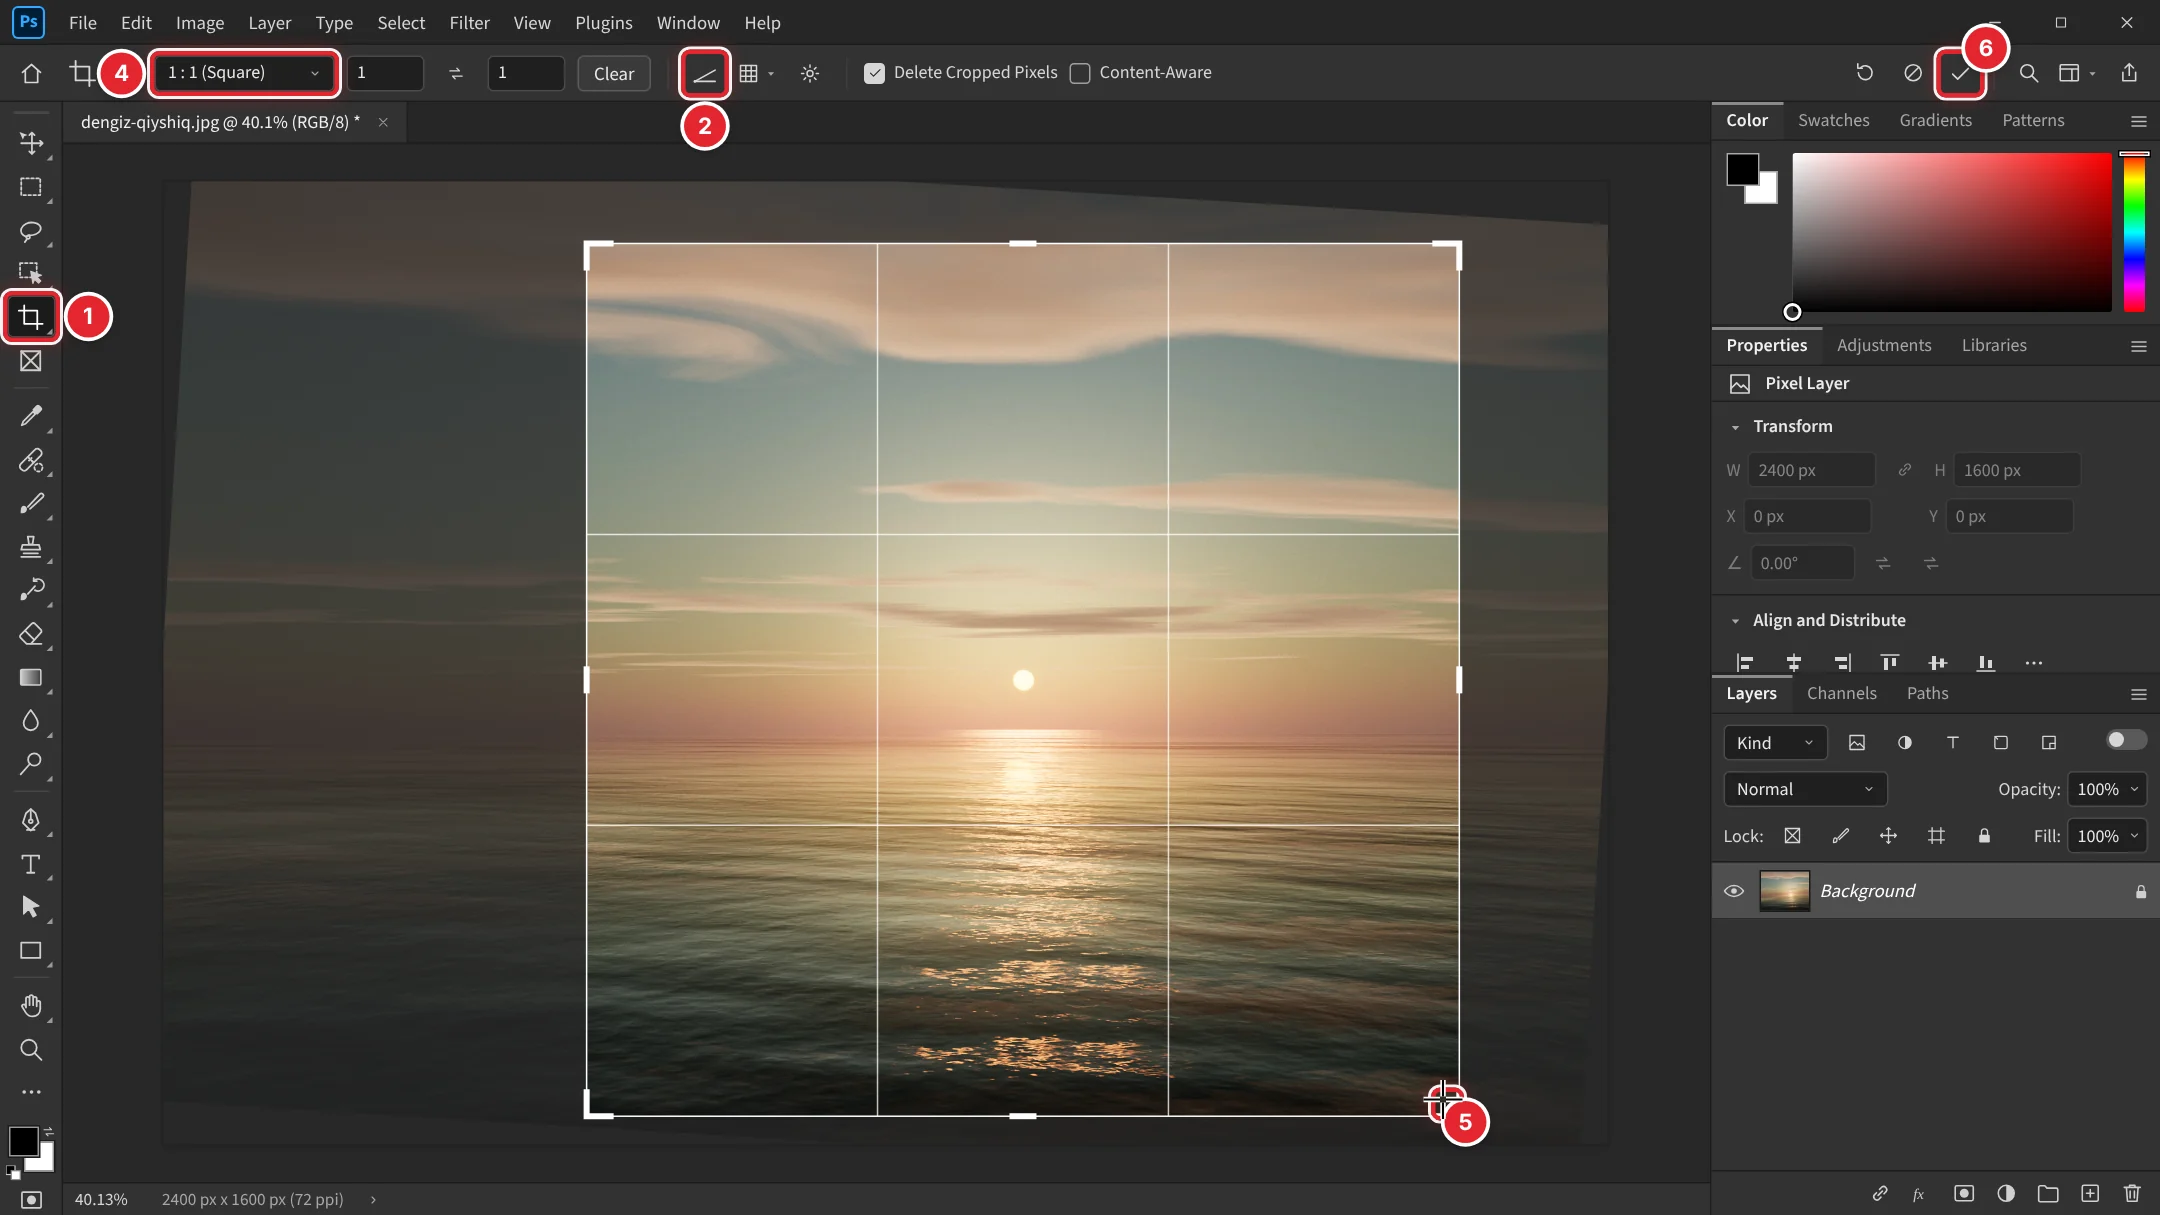 Ps File Edit Image Layer Type Select Filter View Plugins Window Help
4 1 : 1 (Square) 1 1 Clear Delete Cropped Pixels Content-Aware 6
2
dengiz-qiyshiq.jpg @ 40.1% (RGB/8) *
1
5
Color Swatches Gradients Patterns
Properties Adjustments Libraries
Pixel Layer
Transform
W 2400 px H 1600 px
X 0 px Y 0 px
0.00°
Align and Distribute
Layers Channels Paths
Kind
Normal Opacity: 100%
Lock: Fill: 100%
Background
fx
40.13% 2400 px x 1600 px (72 ppi)